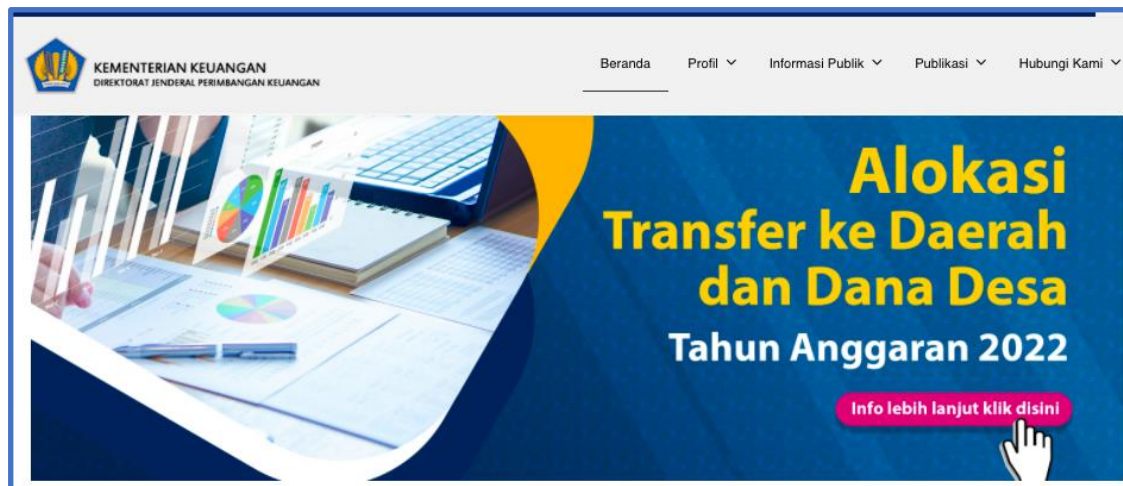 KEMENTERIAN KEUANGAN
DIREKTORAT JENDERAL PERIMBANGAN KEUANGAN
Beranda Profil Informasi Publik Publikasi Hubungi Kami
Alokasi
Transfer ke Daerah
dan Dana Desa
Tahun Anggaran 2022
Info lebih lanjut klik disini